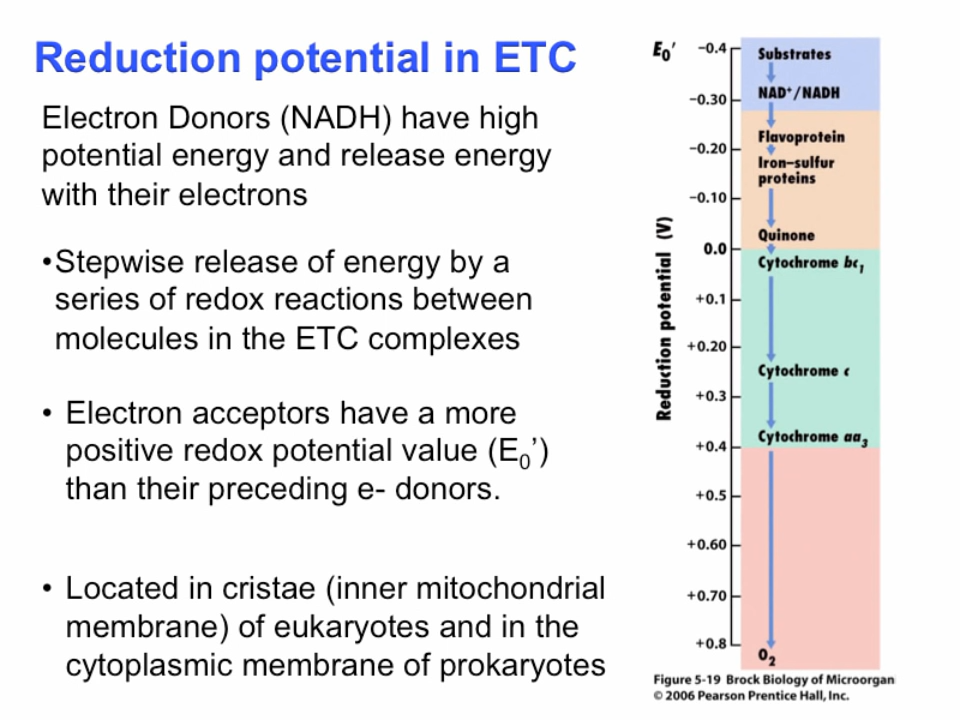 Reduction potential in ETC
Electron Donors (NADH) have high
potential energy and release energy
with their electrons
•Stepwise release of energy by a
series of redox reactions between
molecules in the ETC complexes
• Electron acceptors have a more
positive redox potential value (E₀’)
than their preceding e- donors.
• Located in cristae (inner mitochondrial
membrane) of eukaryotes and in the
cytoplasmic membrane of prokaryotes
E₀′
Reduction potential (V)
−0.4
−0.30
−0.20
−0.10
0.0
+0.1
+0.20
+0.3
+0.4
+0.5
+0.60
+0.70
+0.8
Substrates
NAD⁺/NADH
Flavoprotein
Iron–sulfur
proteins
Quinone
Cytochrome bc₁
Cytochrome c
Cytochrome aa₃
O₂
Figure 5-19 Brock Biology of Microorgan
© 2006 Pearson Prentice Hall, Inc.